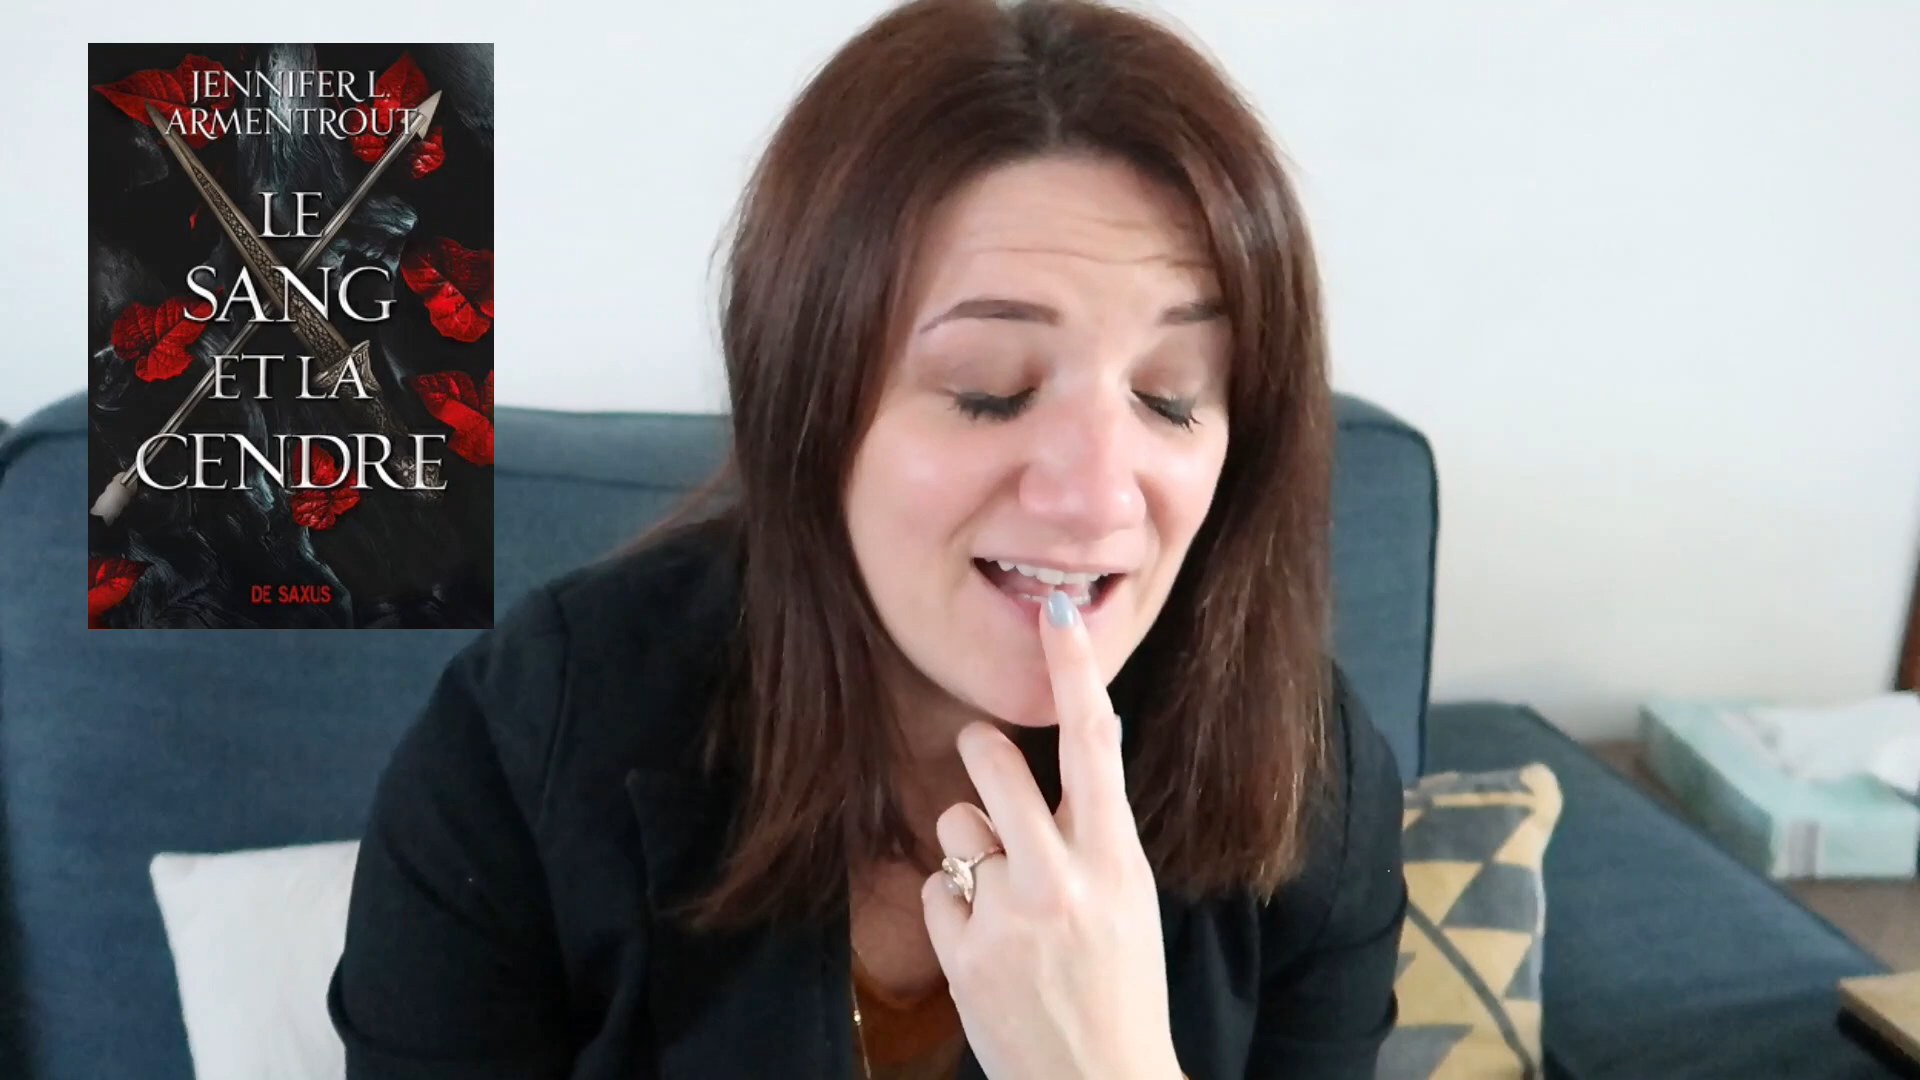 JENNIFER L.
ARMENTROUT
LE
SANG
ET LA
CENDRE
DE SAXUS